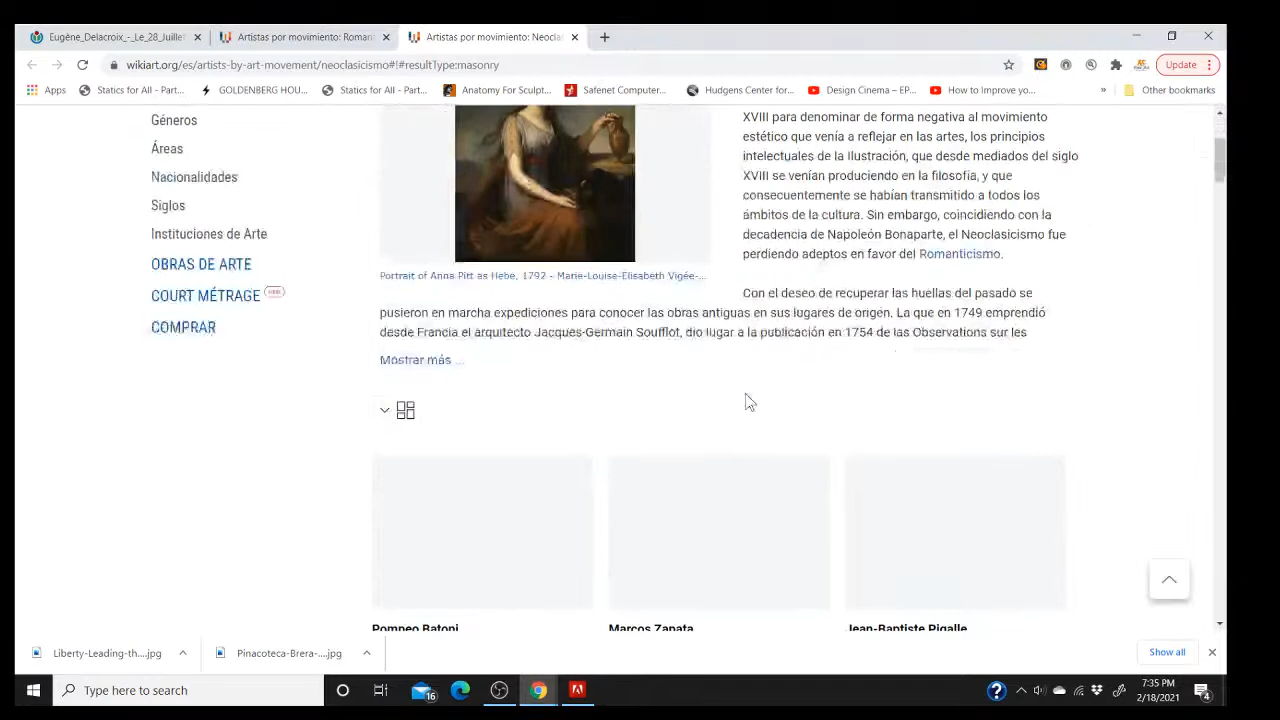 Eugène_Delacroix_-_Le_28_Juillet
Artistas por movimiento: Roman
Artistas por movimiento: Neocla
wikiart.org/es/artists-by-art-movement/neoclasicismo#!#resultType:masonry
Update
Apps
Statics for All - Part...
GOLDENBERG HOU...
Statics for All - Part...
Anatomy For Sculpt...
Safenet Computer...
Hudgens Center for...
Design Cinema – EP...
How to Improve yo...
»
Other bookmarks
Géneros
Áreas
Nacionalidades
Siglos
Instituciones de Arte
OBRAS DE ARTE
COURT MÉTRAGE
COMPRAR
Portrait of Anna Pitt as Hebe, 1792 - Marie-Louise-Elisabeth Vigée-...
XVIII para denominar de forma negativa al movimiento
estético que venía a reflejar en las artes, los principios
intelectuales de la Ilustración, que desde mediados del siglo
XVIII se venían produciendo en la filosofía, y que
consecuentemente se habían transmitido a todos los
ámbitos de la cultura. Sin embargo, coincidiendo con la
decadencia de Napoleón Bonaparte, el Neoclasicismo fue
perdiendo adeptos en favor del Romanticismo.
Con el deseo de recuperar las huellas del pasado se
pusieron en marcha expediciones para conocer las obras antiguas en sus lugares de origen. La que en 1749 emprendió
desde Francia el arquitecto Jacques-Germain Soufflot, dio lugar a la publicación en 1754 de las Observations sur les
Mostrar más ...
Pompeo Batoni
Marcos Zapata
Jean-Baptiste Pigalle
Liberty-Leading-th....jpg
Pinacoteca-Brera-....jpg
Show all
Type here to search
16
7:35 PM
2/18/2021
4